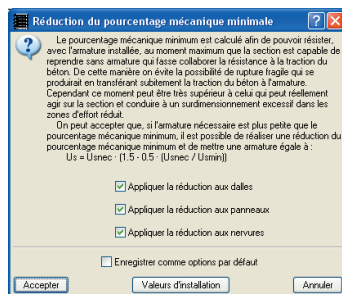 Réduction du pourcentage mécanique minimale
Le pourcentage mécanique minimum est calculé afin de pouvoir résister,
avec l'armature installée, au moment maximum que la section est capable de
reprendre sans armature qui fasse collaborer la résistance à la traction du
béton. De cette manière on évite la possibilité de rupture fragile qui se
produirait en transférant subitement la traction du béton à l'armature.
Cependant ce moment peut être très supérieur à celui qui peut réellement
agir sur la section et conduire à un surdimensionnement excessif dans les
zones d'effort réduit.
On peut accepter que, si l'armature nécessaire est plus petite que le
pourcentage mécanique minimum, il est possible de réaliser une réduction du
pourcentage mécanique minimum et de mettre une armature égale à :
Us = Usnec · (1.5 - 0.5 · (Usnec / Usmin))
Appliquer la réduction aux dalles
Appliquer la réduction aux panneaux
Appliquer la réduction aux nervures
Enregistrer comme options par défaut
Accepter
Valeurs d'installation
Annuler